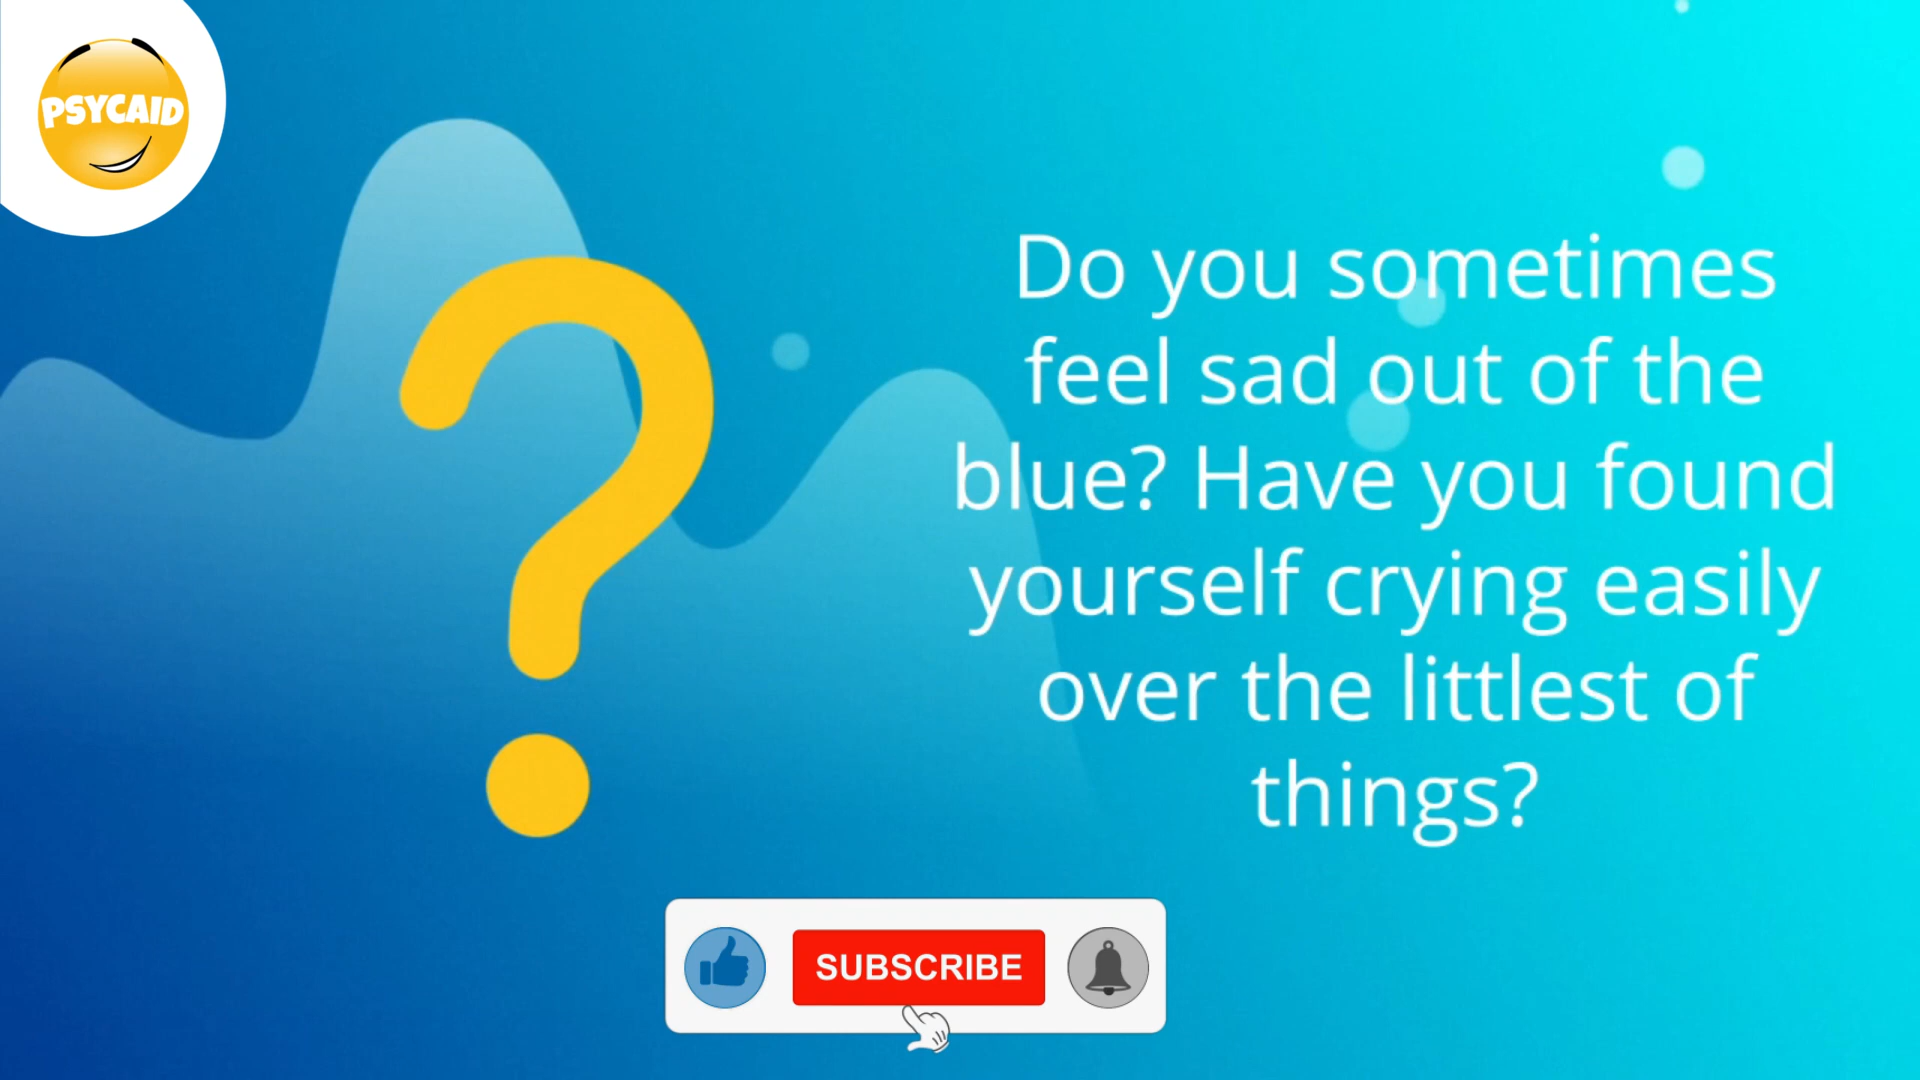 PSYCAID
Do you sometimes
feel sad out of the
blue? Have you found
yourself crying easily
over the littlest of
things?
SUBSCRIBE